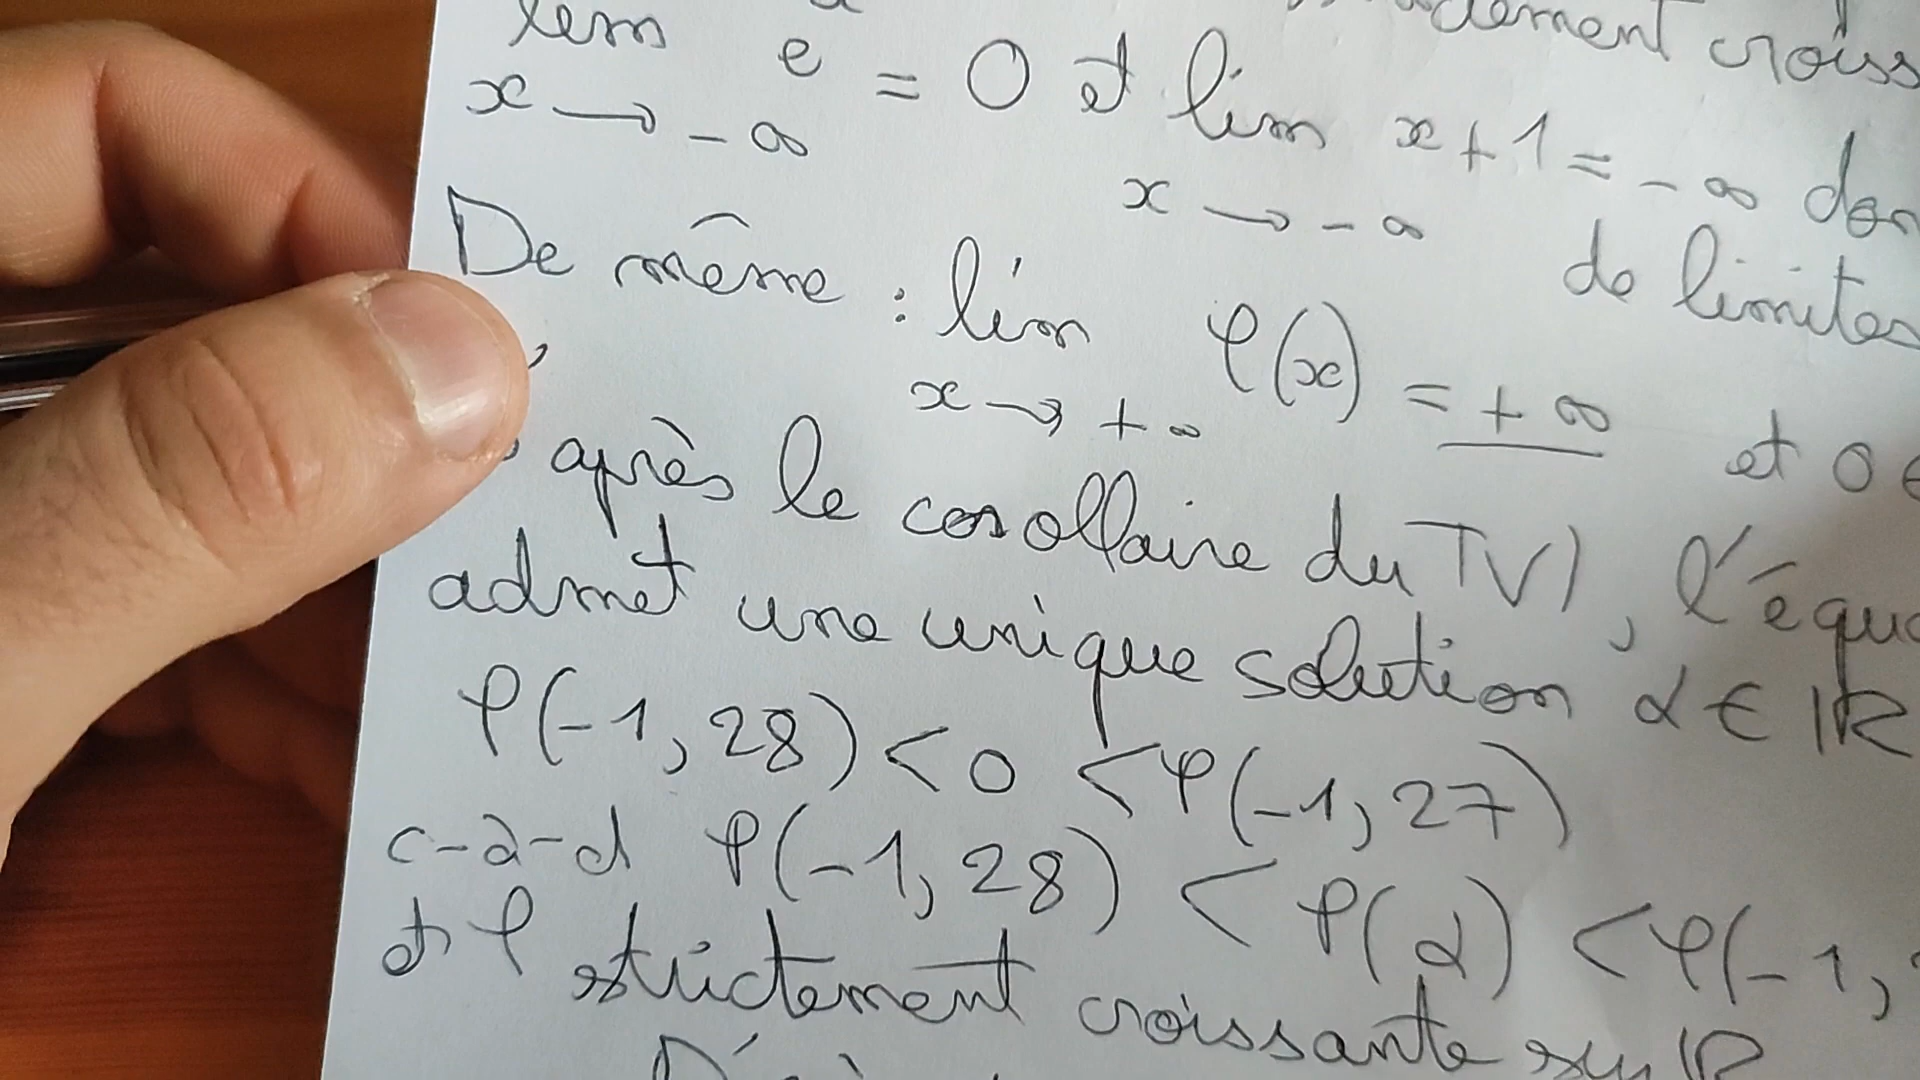 lim e = 0 et lim x+1 = -∞
x → -∞ x → -∞ de limites
De même : lim φ(x) = +∞ et 0 ∈
x → +∞
après le corollaire du TVI, l'équa
admet une unique solution α ∈ ℝ
φ(-1,28) < 0 < φ(-1,27)
c-à-d φ(-1,28) < φ(α) < φ(-1,
et φ strictement croissante sur ℝ